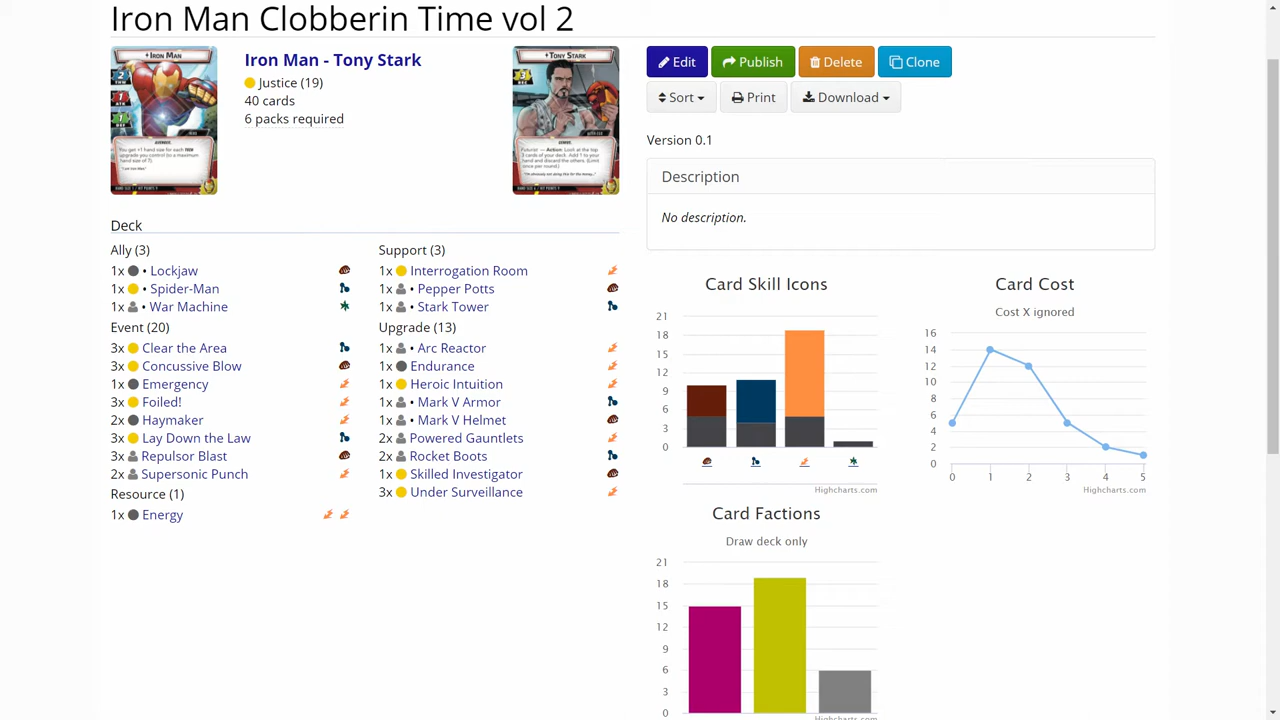 Iron Man Clobberin Time vol 2
IRON MAN
Iron Man - Tony Stark
Justice (19)
40 cards
6 packs required
TONY STARK
Edit
Publish
Delete
Clone
Sort
Print
Download
Version 0.1
Description
No description.
Deck
Ally (3)
1x • Lockjaw
1x • Spider-Man
1x • War Machine
Event (20)
3x Clear the Area
3x Concussive Blow
1x Emergency
3x Foiled!
2x Haymaker
3x Lay Down the Law
3x Repulsor Blast
2x Supersonic Punch
Resource (1)
1x Energy
Support (3)
1x Interrogation Room
1x • Pepper Potts
1x • Stark Tower
Upgrade (13)
1x • Arc Reactor
1x Endurance
1x Heroic Intuition
1x • Mark V Armor
1x • Mark V Helmet
2x Powered Gauntlets
2x Rocket Boots
1x Skilled Investigator
3x Under Surveillance
Card Skill Icons
21
18
15
12
9
6
3
0
Highcharts.com
Card Cost
Cost X ignored
16
14
12
10
8
6
4
2
0
0 1 2 3 4 5
Highcharts.com
Card Factions
Draw deck only
21
18
15
12
9
6
3
0
Highcharts.com